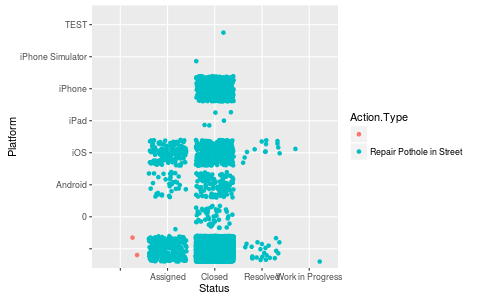 TEST
iPhone Simulator
iPhone
iPad
iOS
Android
0
Platform
Assigned
Closed
Resolved
Work in Progress
Status
Action.Type
Repair Pothole in Street